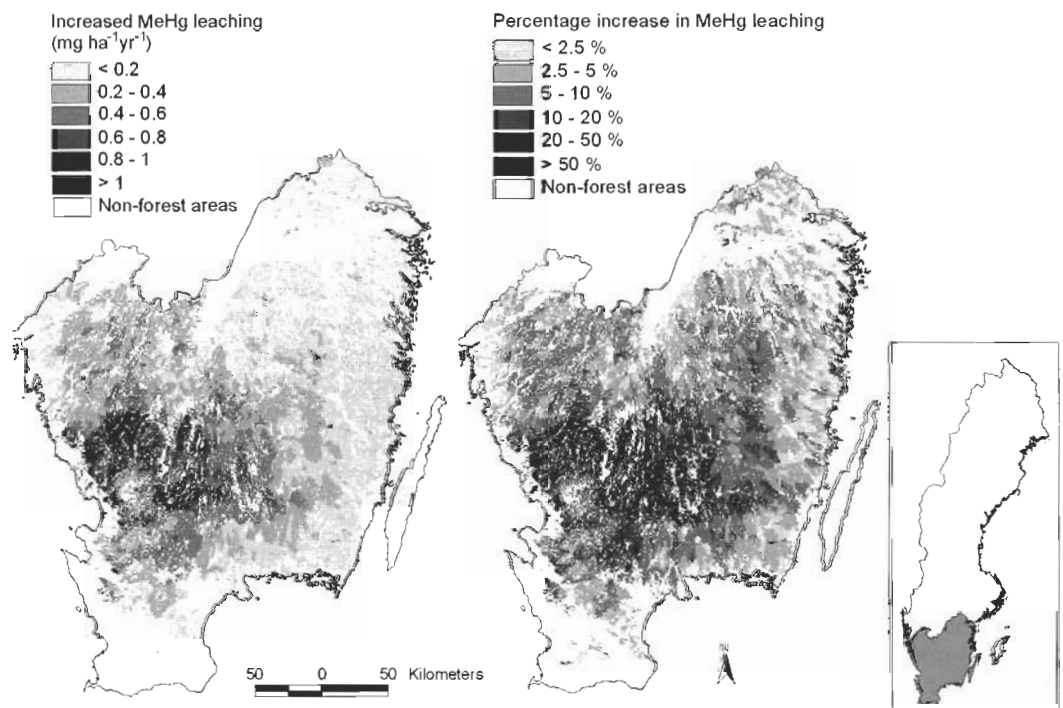 Increased MeHg leaching
(mg ha⁻¹yr⁻¹)
< 0.2
0.2 - 0.4
0.4 - 0.6
0.6 - 0.8
0.8 - 1
> 1
Non-forest areas
Percentage increase in MeHg leaching
< 2.5 %
2.5 - 5 %
5 - 10 %
10 - 20 %
20 - 50 %
> 50 %
Non-forest areas
50 0 50 Kilometers